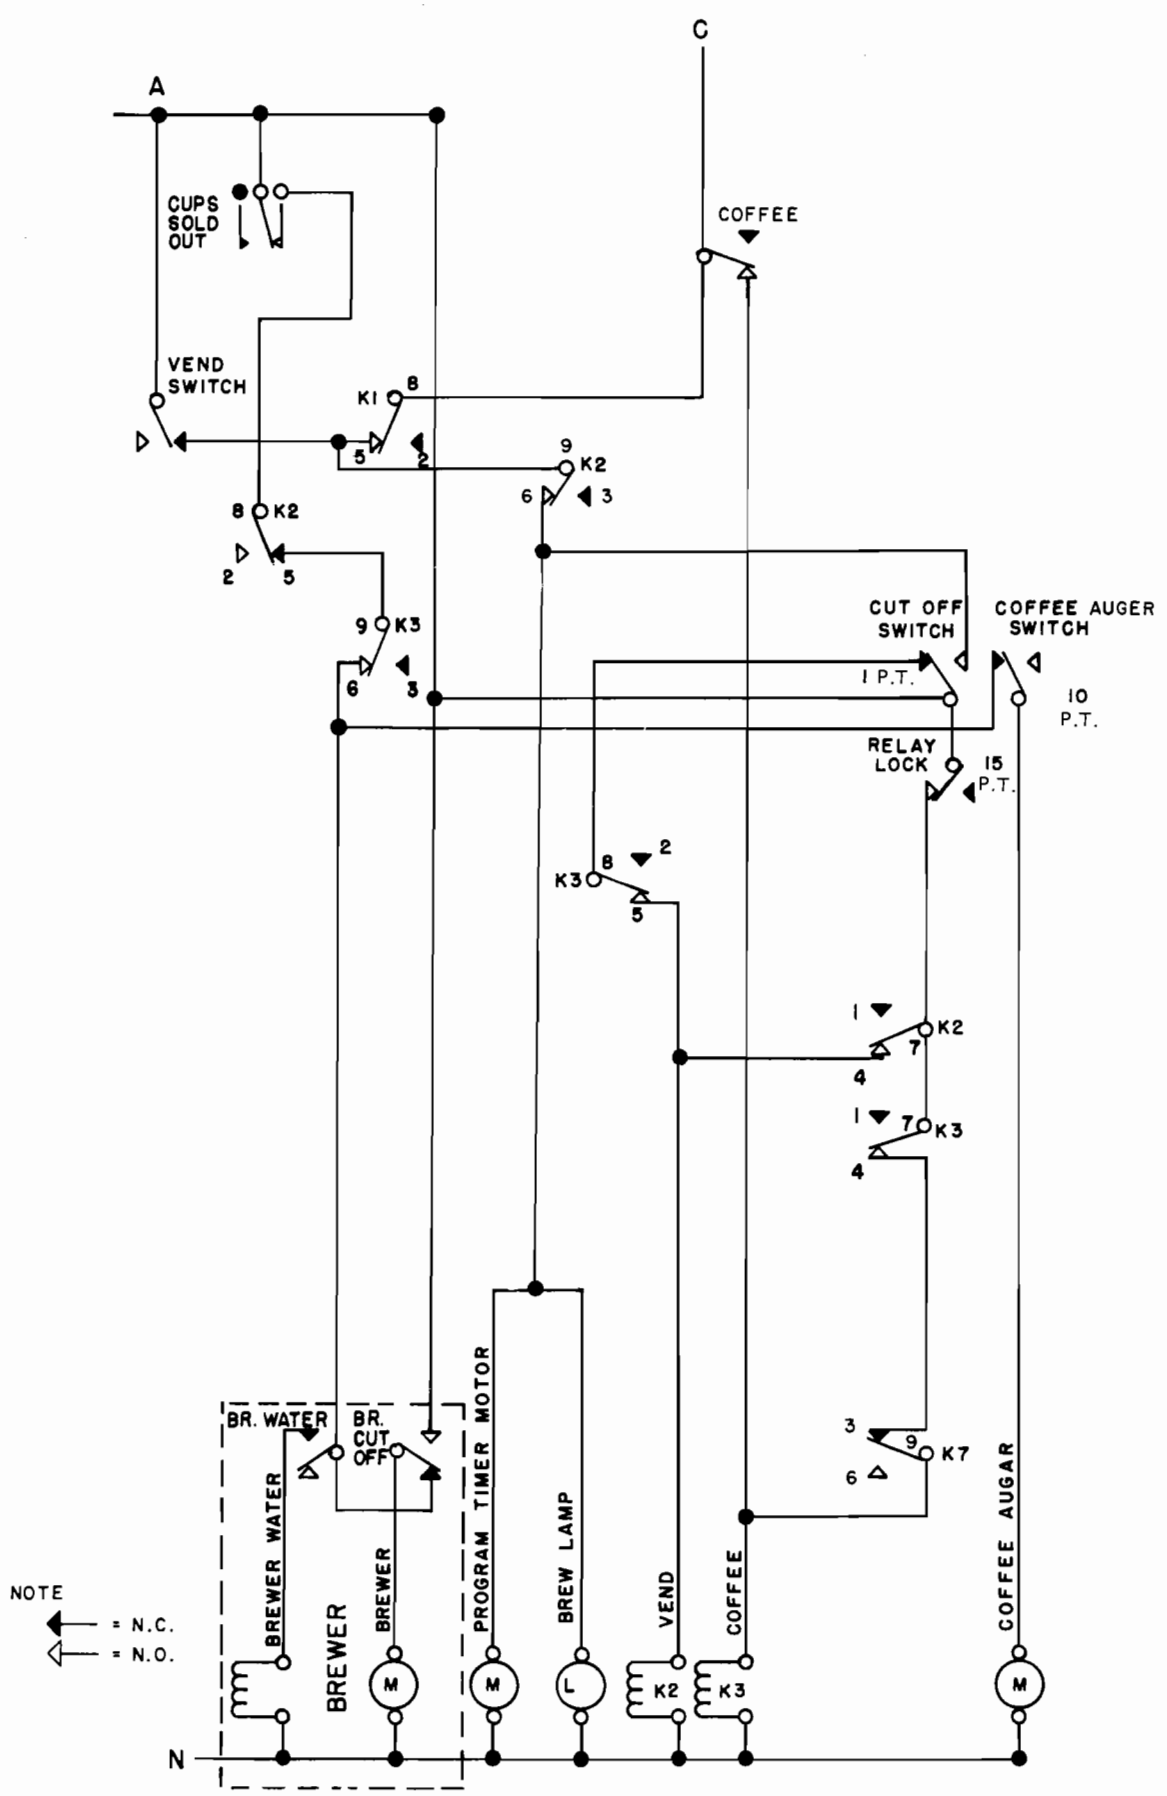 C
A
COFFEE
CUPS
SOLD
OUT
VEND
SWITCH
K1 8
5 2
9
K2
6 3
8 K2
2 5
9 K3
6 3
CUT OFF
SWITCH
COFFEE AUGER
SWITCH
1 P.T.
10
P.T.
RELAY
LOCK
15
P.T.
8 2
K3
5
1
K2
7
4
1 7 K3
4
3
9 K7
6
BR. WATER
BR.
CUT
OFF
BREWER WATER
BREWER
BREWER
PROGRAM TIMER MOTOR
BREW LAMP
VEND
COFFEE
COFFEE AUGAR
NOTE
= N.C.
= N.O.
M
M
L
K2
K3
M
N